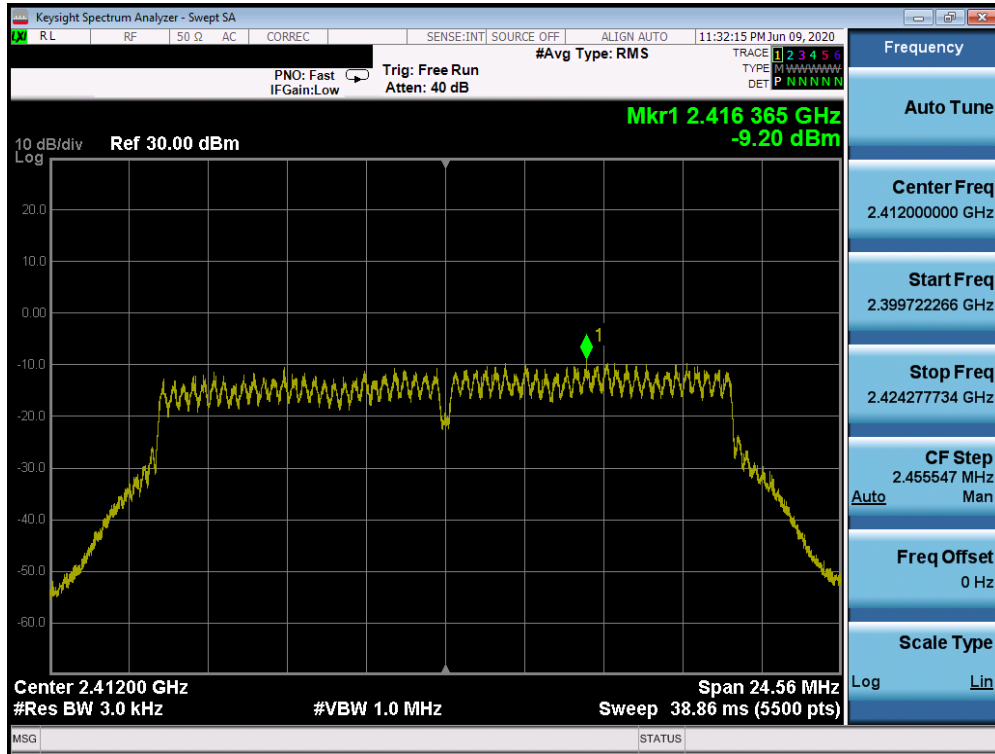 Keysight Spectrum Analyzer - Swept SA
LXI RL RF 50 Ω AC CORREC SENSE:INT SOURCE OFF ALIGN AUTO 11:32:15 PM Jun 09, 2020
#Avg Type: RMS TRACE 1 2 3 4 5 6
TYPE M W W W W W
PNO: Fast Trig: Free Run DET P N N N N N
IFGain:Low Atten: 40 dB
Mkr1 2.416 365 GHz
-9.20 dBm
10 dB/div Ref 30.00 dBm
Log
20.0
10.0
0.00
1
-10.0
-20.0
-30.0
-40.0
-50.0
-60.0
Center 2.41200 GHz Span 24.56 MHz
#Res BW 3.0 kHz #VBW 1.0 MHz Sweep 38.86 ms (5500 pts)
MSG STATUS
Frequency
Auto Tune
Center Freq
2.412000000 GHz
Start Freq
2.399722266 GHz
Stop Freq
2.424277734 GHz
CF Step
2.455547 MHz
Auto Man
Freq Offset
0 Hz
Scale Type
Log Lin